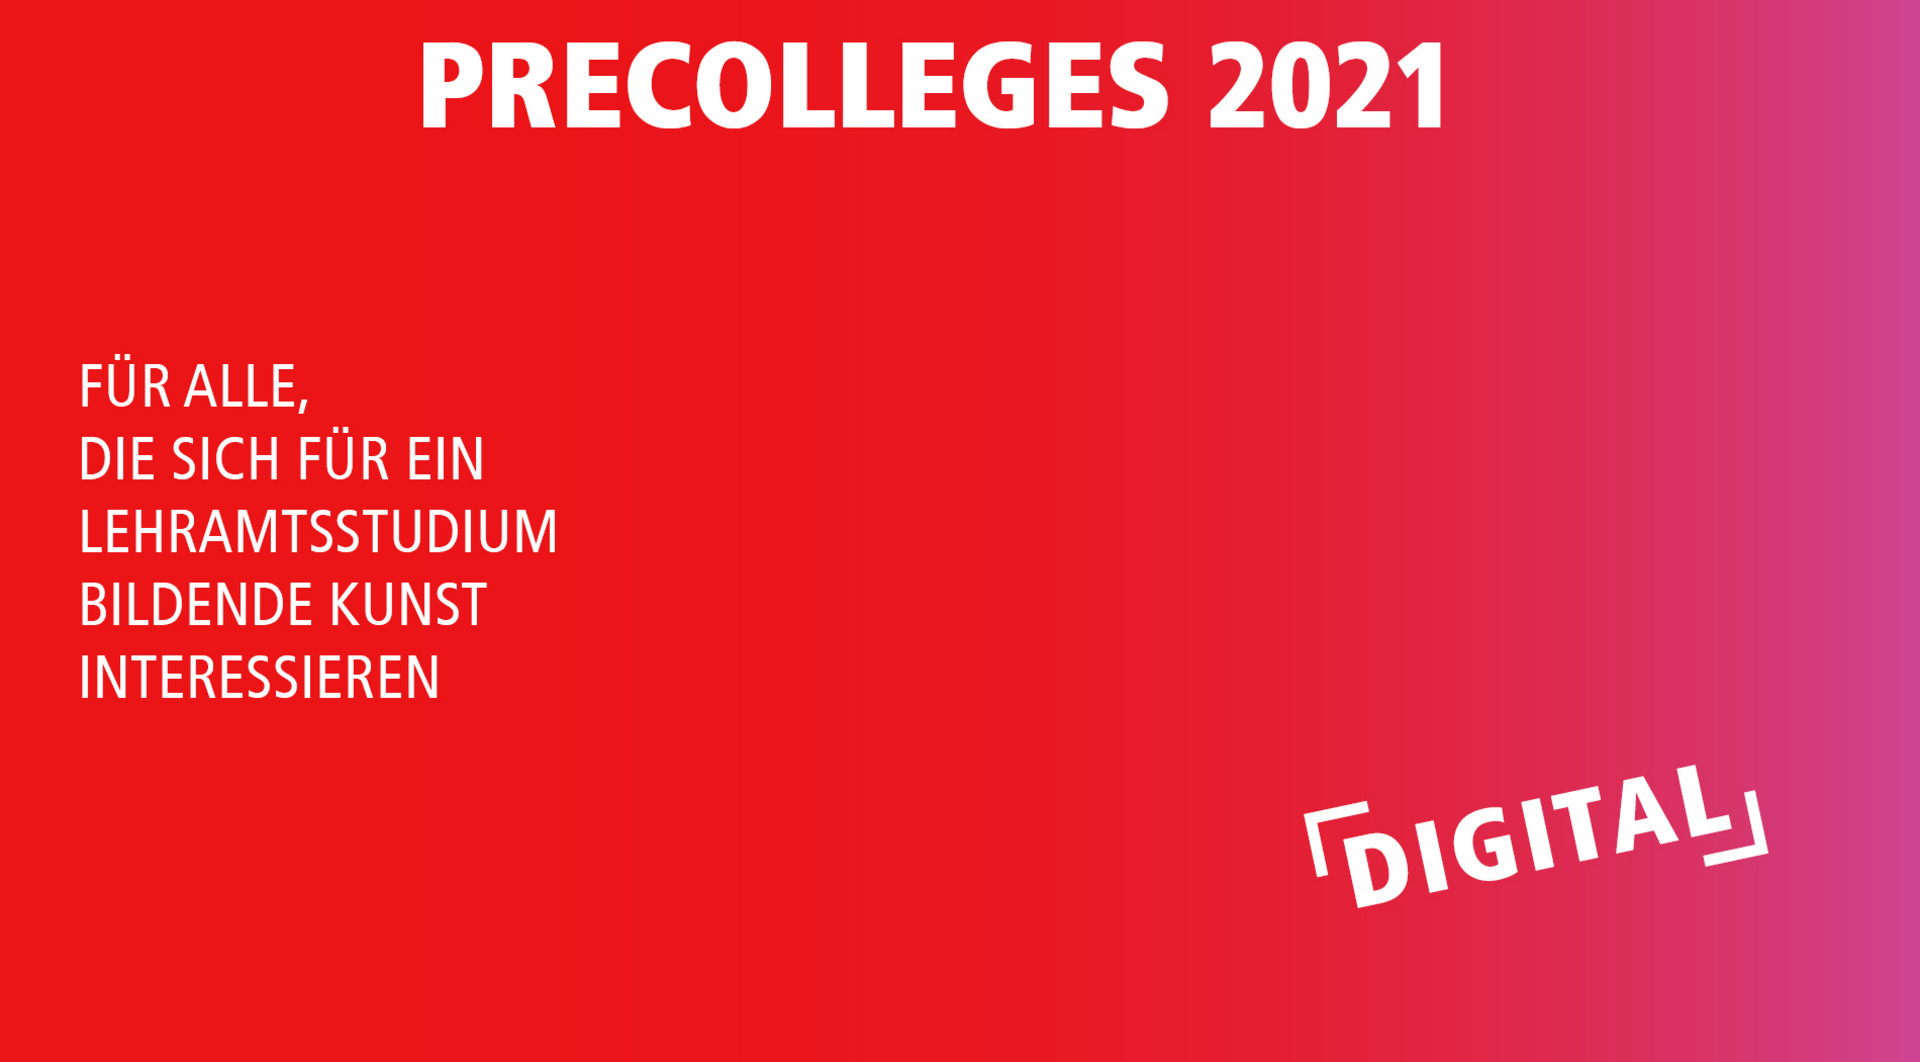 PRECOLLEGES 2021
FÜR ALLE,
DIE SICH FÜR EIN
LEHRAMTSSTUDIUM
BILDENDE KUNST
INTERESSIEREN
DIGITAL